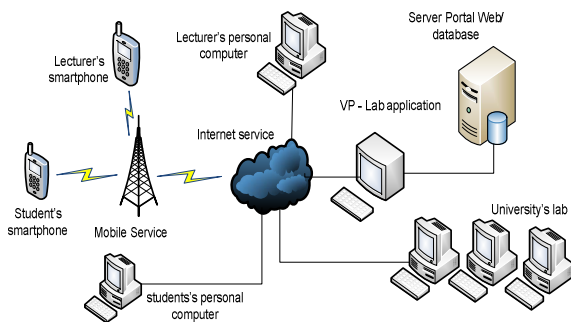 Lecturer's
smartphone
Lecturer's personal
computer
Server Portal Web/
database
VP - Lab application
Internet service
Student's
smartphone
Mobile Service
University's lab
students's personal
computer